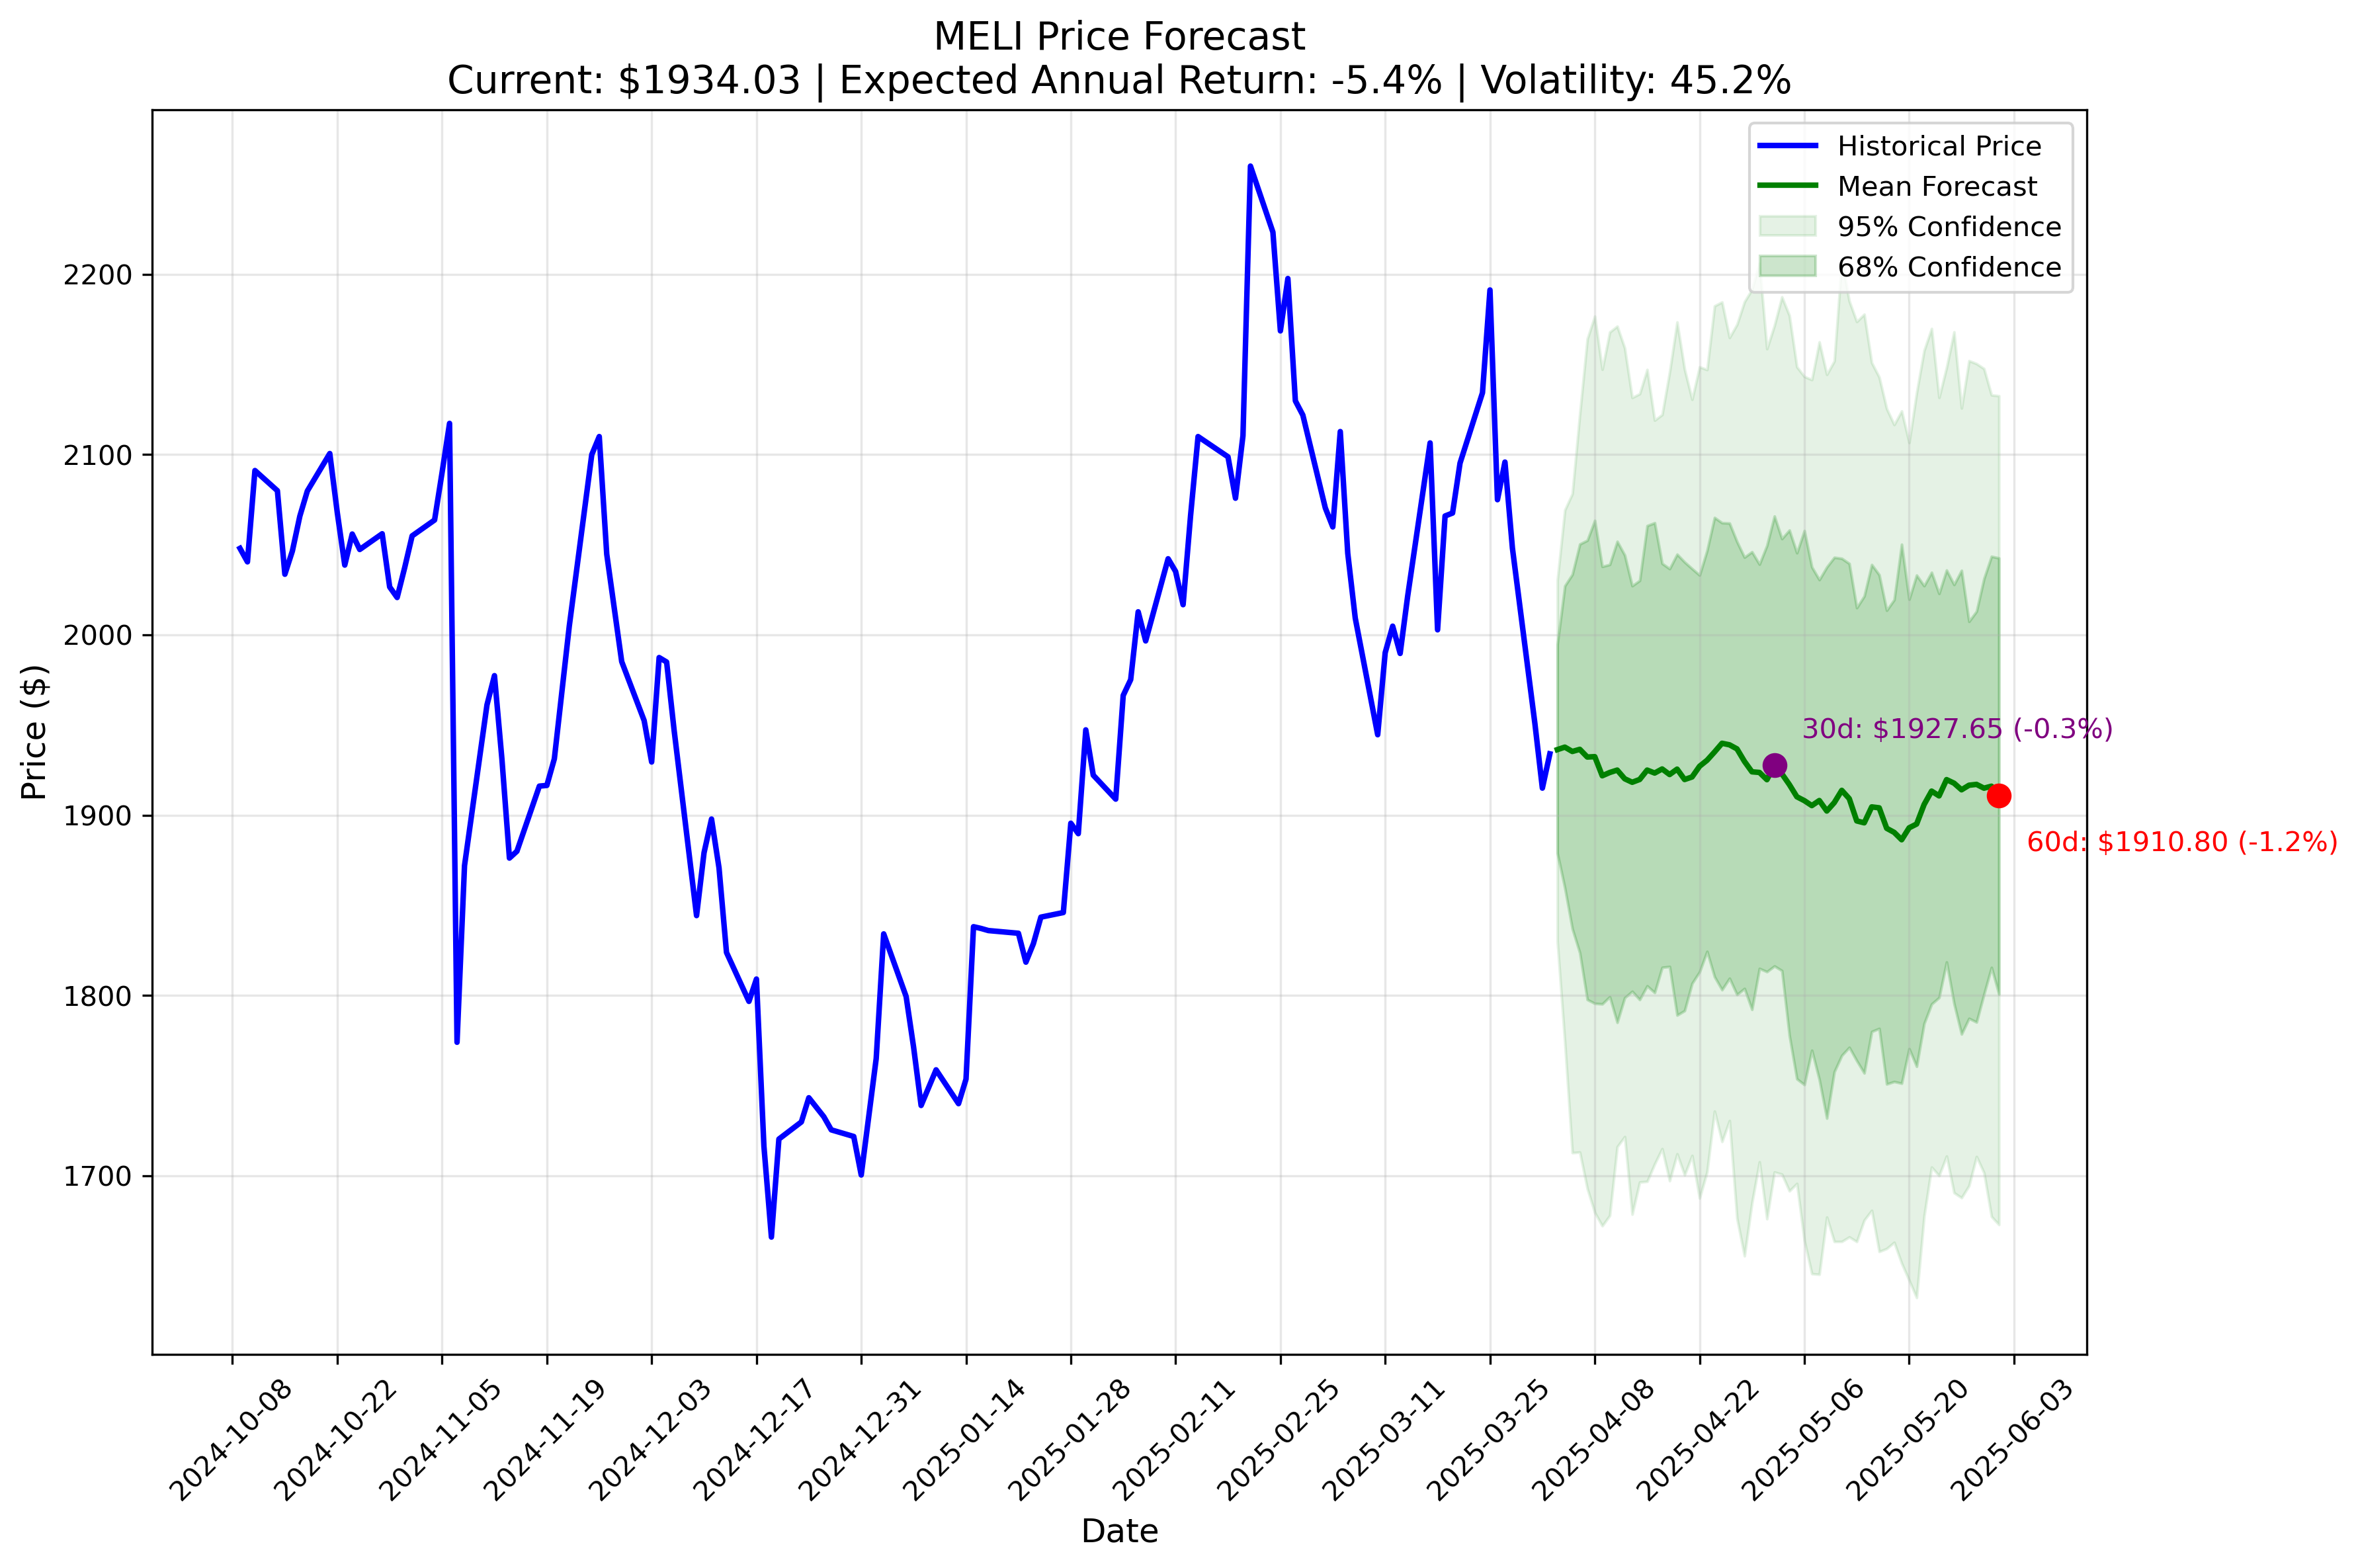 MELI Price Forecast
Current: $1934.03 | Expected Annual Return: -5.4% | Volatility: 45.2%
Historical Price
Mean Forecast
95% Confidence
68% Confidence
Price ($)
2200
2100
2000
1900
1800
1700
30d: $1927.65 (-0.3%)
60d: $1910.80 (-1.2%)
2024-10-08
2024-10-22
2024-11-05
2024-11-19
2024-12-03
2024-12-17
2024-12-31
2025-01-14
2025-01-28
2025-02-11
2025-02-25
2025-03-11
2025-03-25
2025-04-08
2025-04-22
2025-05-06
2025-05-20
2025-06-03
Date